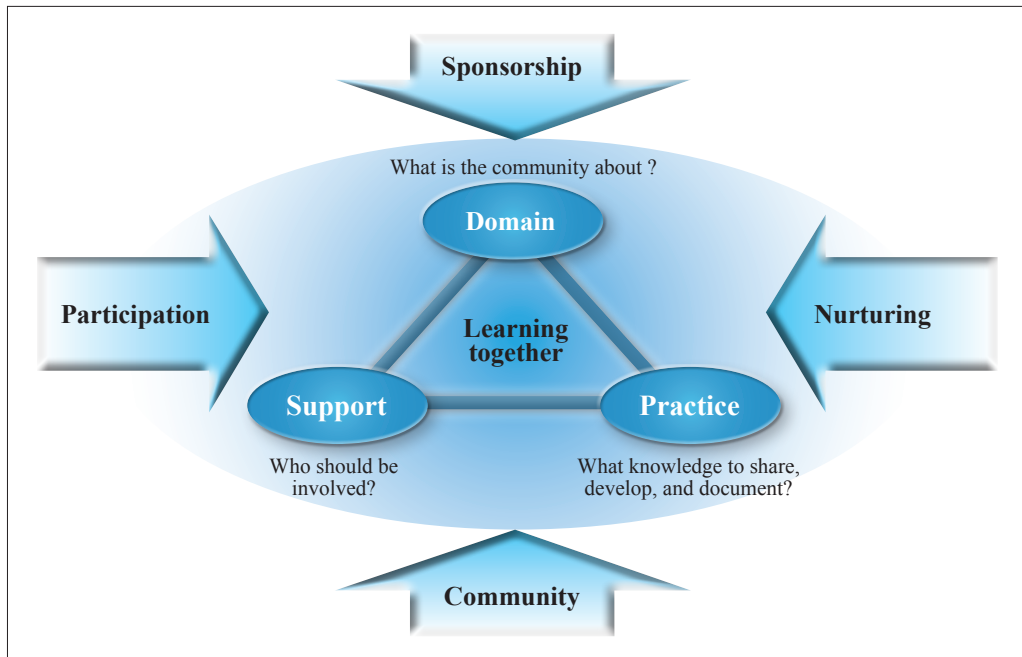 Sponsorship
What is the community about ?
Domain
Participation
Nurturing
Learning
together
Support
Practice
Who should be
involved?
What knowledge to share,
develop, and document?
Community